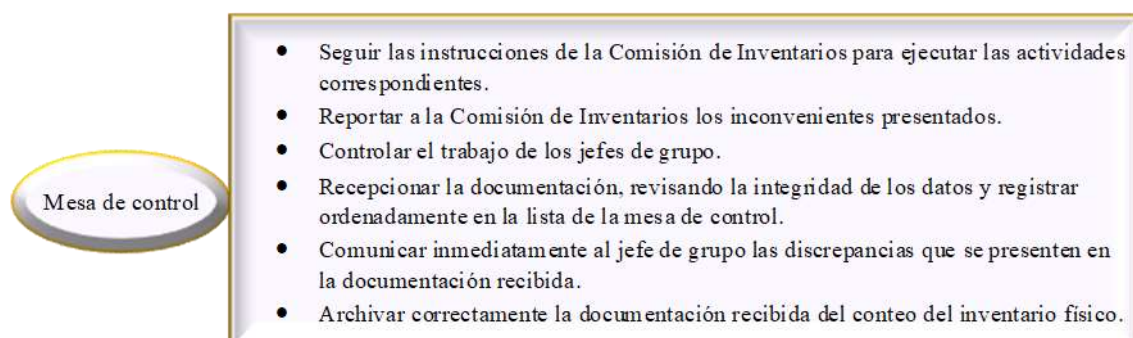 Mesa de control
• Seguir las instrucciones de la Comisión de Inventarios para ejecutar las actividades
correspondientes.
• Reportar a la Comisión de Inventarios los inconvenientes presentados.
• Controlar el trabajo de los jefes de grupo.
• Recepcionar la documentación, revisando la integridad de los datos y registrar
ordenadamente en la lista de la mesa de control.
• Comunicar inmediatamente al jefe de grupo las discrepancias que se presenten en
la documentación recibida.
• Archivar correctamente la documentación recibida del conteo del inventario físico.